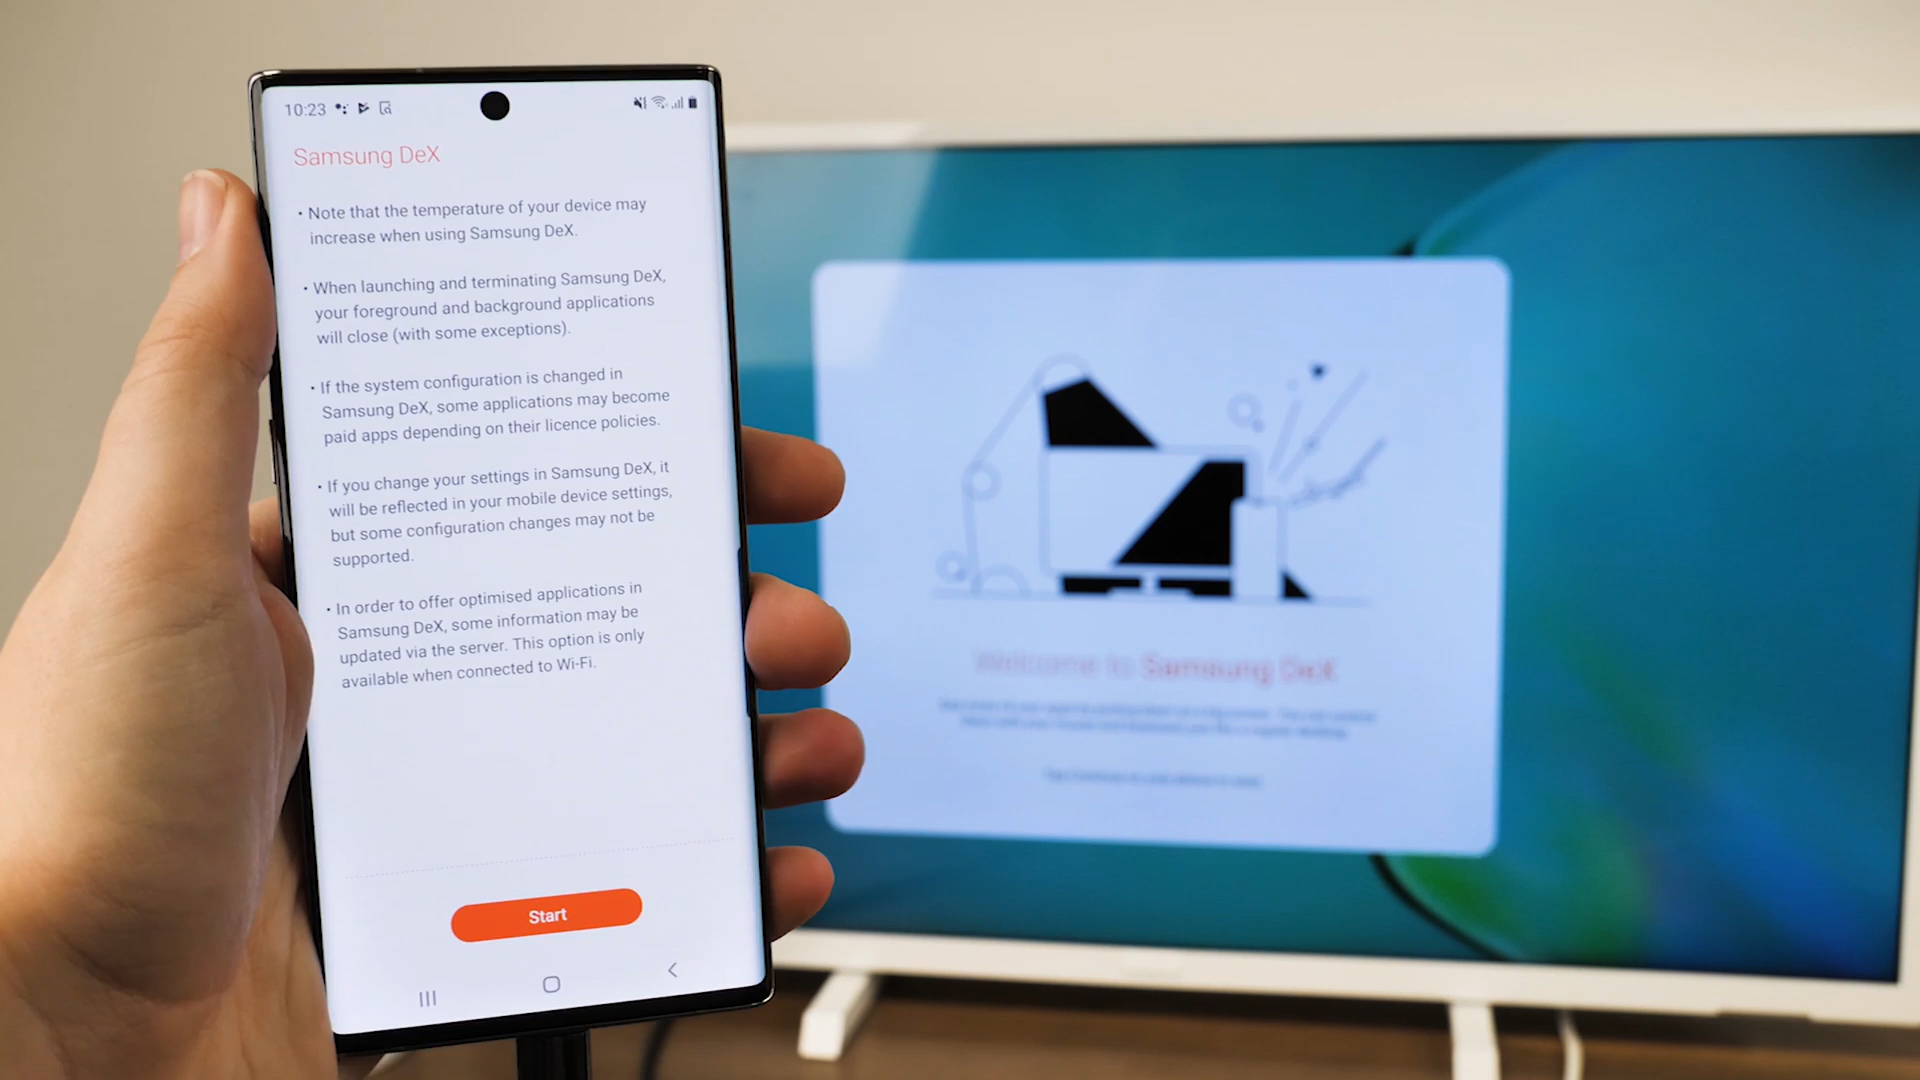 10:23
Samsung DeX
• Note that the temperature of your device may
increase when using Samsung DeX.
• When launching and terminating Samsung DeX,
your foreground and background applications
will close (with some exceptions).
• If the system configuration is changed in
Samsung DeX, some applications may become
paid apps depending on their licence policies.
• If you change your settings in Samsung DeX, it
will be reflected in your mobile device settings,
but some configuration changes may not be
supported.
• In order to offer optimised applications in
Samsung DeX, some information may be
updated via the server. This option is only
available when connected to Wi-Fi.
Start
Welcome to Samsung DeX